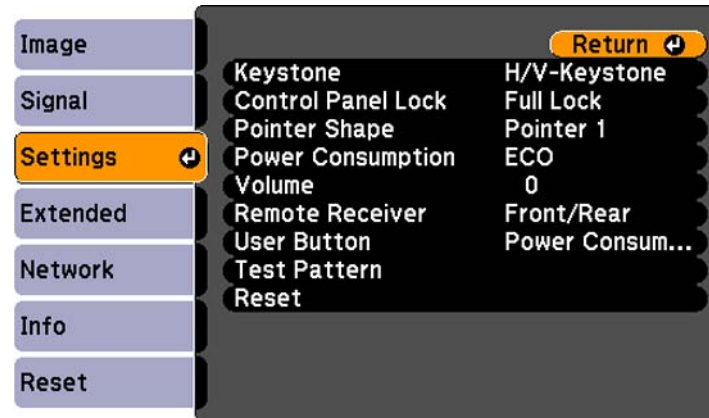 Image
Signal
Settings
Extended
Network
Info
Reset
Return
Keystone H/V-Keystone
Control Panel Lock Full Lock
Pointer Shape Pointer 1
Power Consumption ECO
Volume 0
Remote Receiver Front/Rear
User Button Power Consum...
Test Pattern
Reset